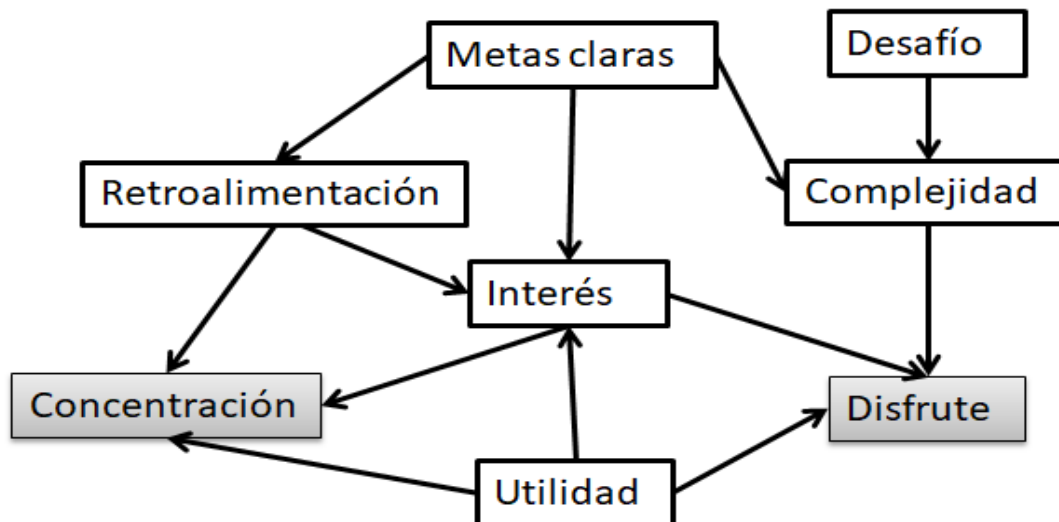 Metas claras
Desafío
Retroalimentación
Complejidad
Interés
Concentración
Disfrute
Utilidad